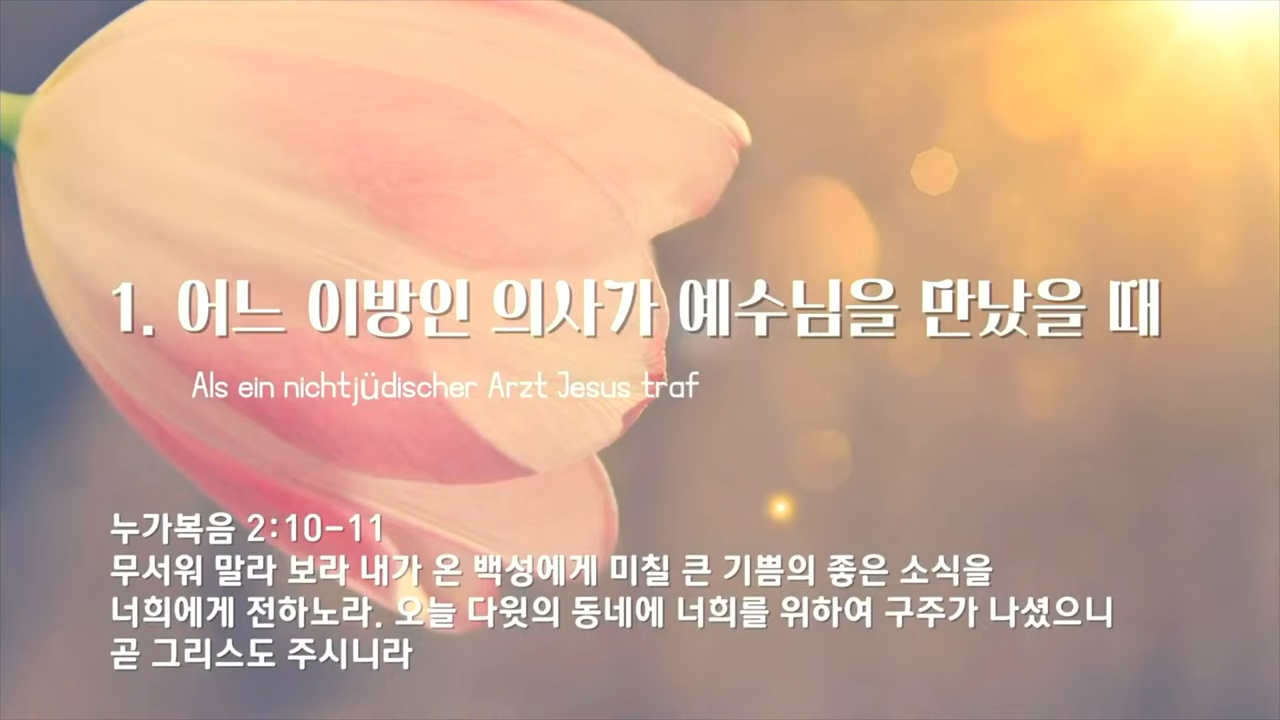 1. 어느 이방인 의사가 예수님을 만났을 때
Als ein nichtjüdischer Arzt Jesus traf
누가복음 2:10-11
무서워 말라 보라 내가 온 백성에게 미칠 큰 기쁨의 좋은 소식을
너희에게 전하노라. 오늘 다윗의 동네에 너희를 위하여 구주가 나셨으니
곧 그리스도 주시니라